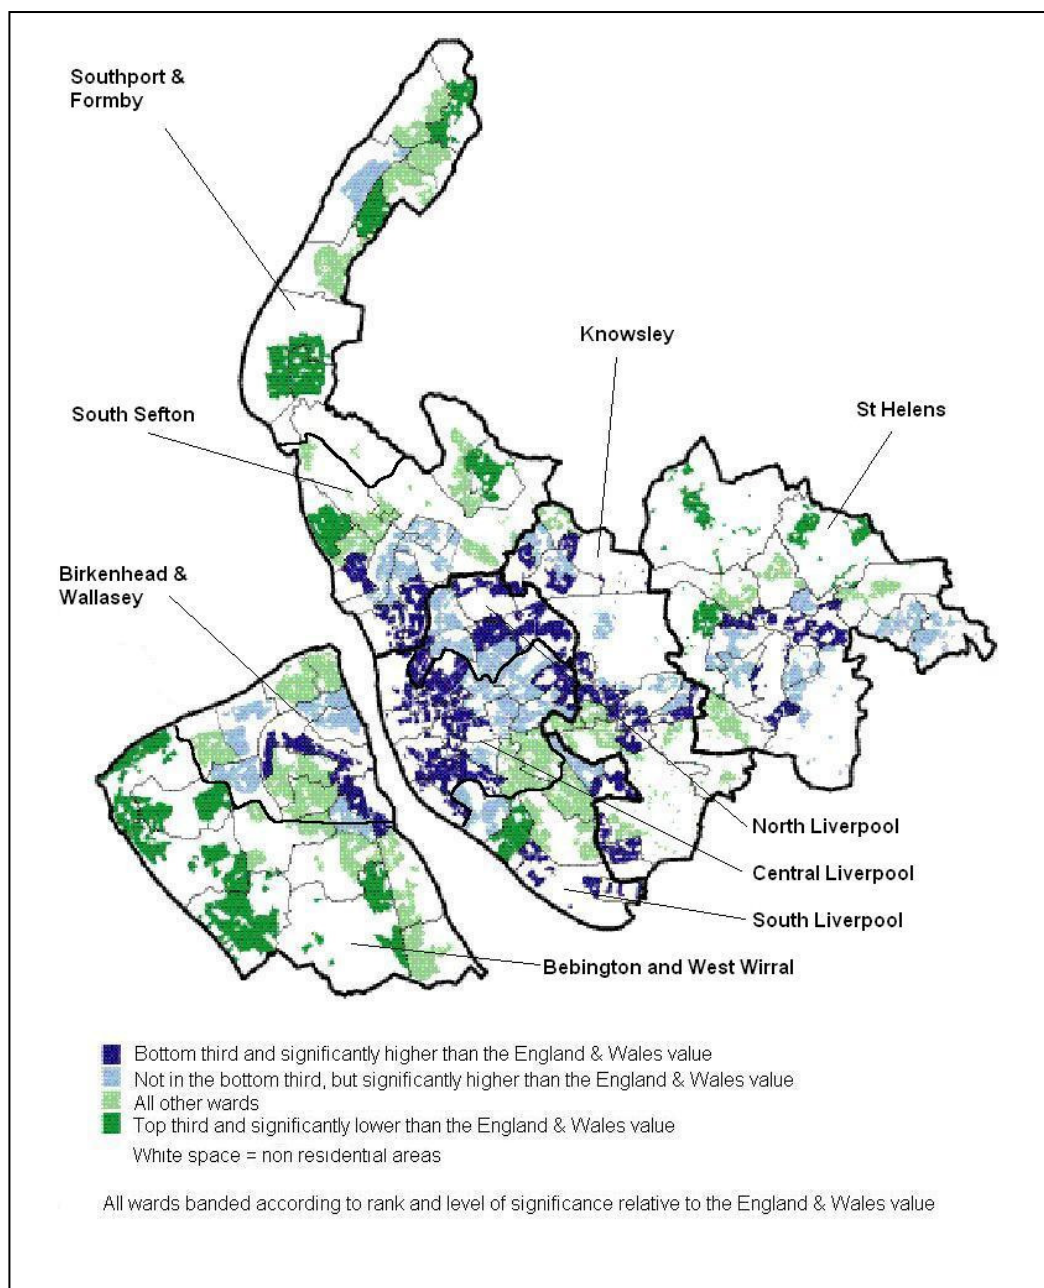 Southport &
Formby
Knowsley
St Helens
South Sefton
Birkenhead &
Wallasey
North Liverpool
Central Liverpool
South Liverpool
Bebington and West Wirral
Bottom third and significantly higher than the England & Wales value
Not in the bottom third, but significantly higher than the England & Wales value
All other wards
Top third and significantly lower than the England & Wales value
White space = non residential areas
All wards banded according to rank and level of significance relative to the England & Wales value